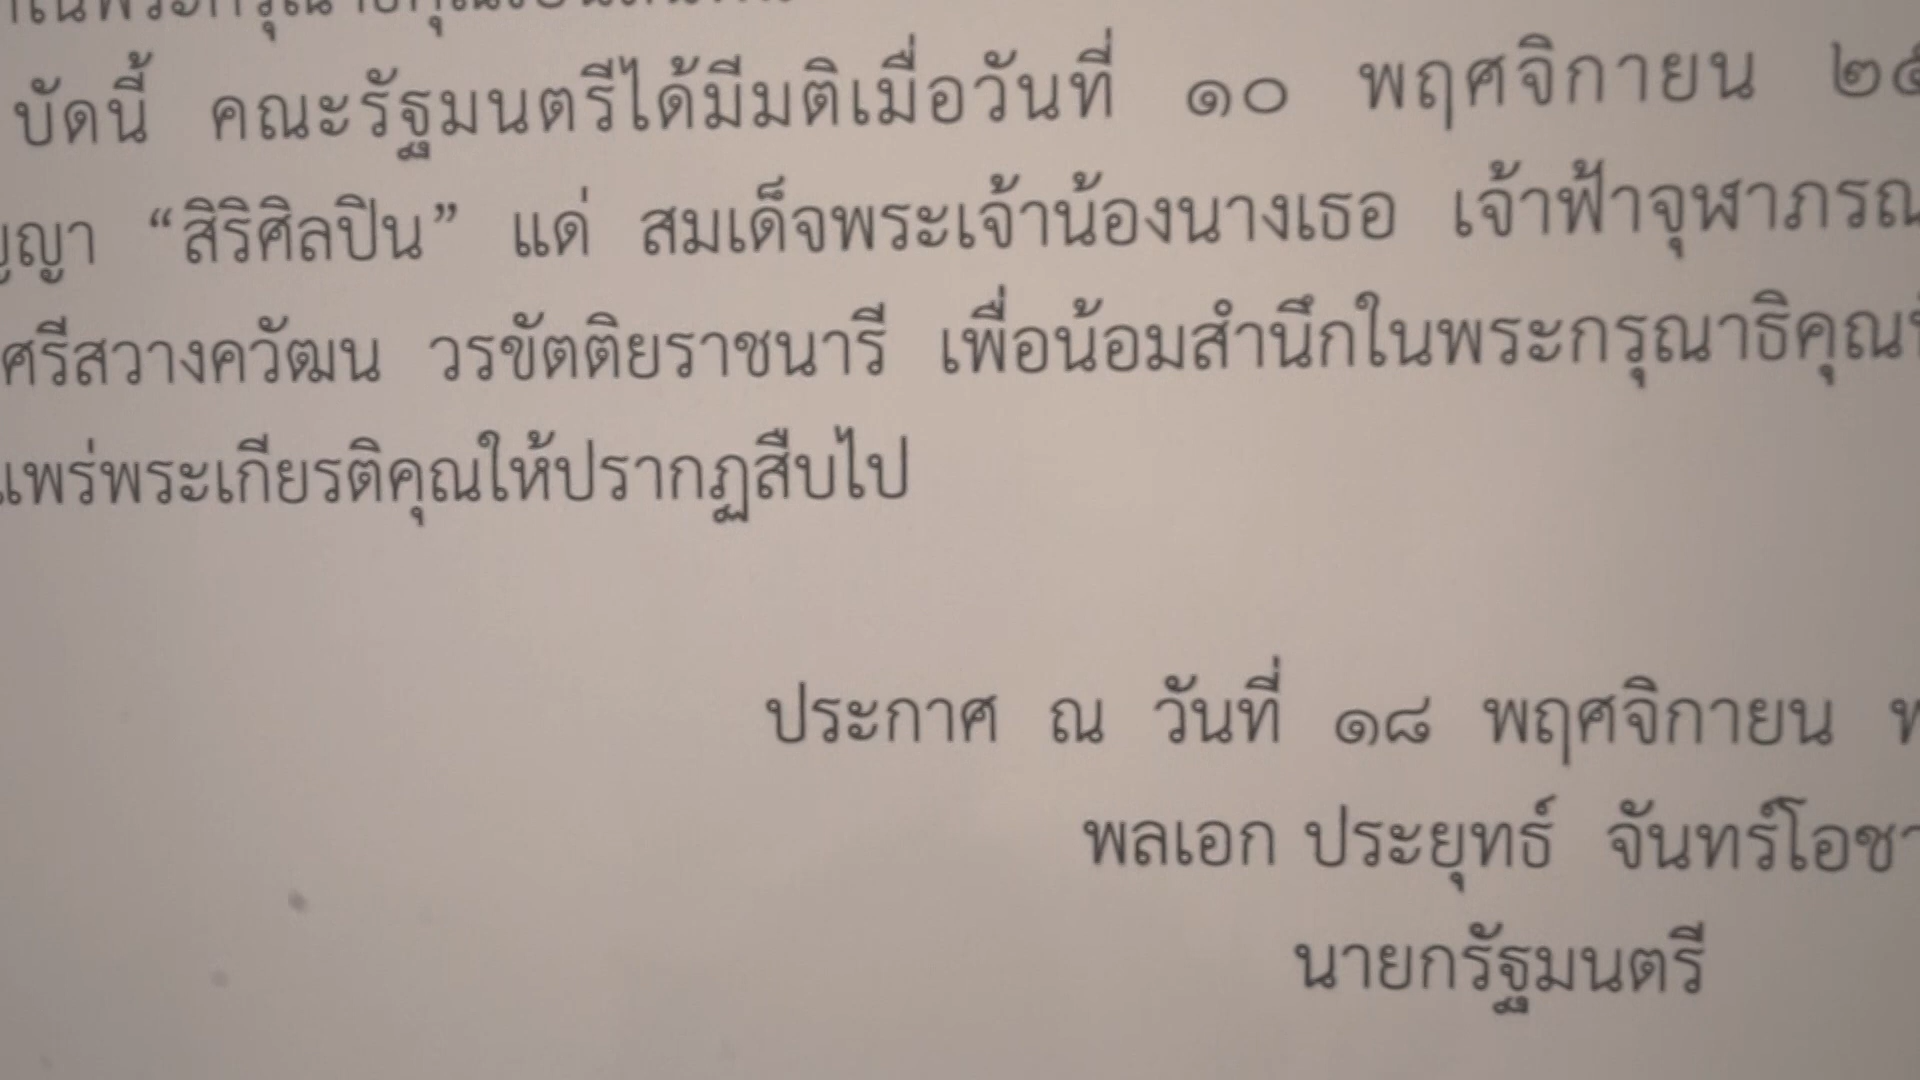 บัดนี้ คณะรัฐมนตรีได้มีมติเมื่อวันที่ ๑๐ พฤศจิกายน
“สิริศิลปิน” แด่ สมเด็จพระเจ้าน้องนางเธอ เจ้าฟ้าจุฬาภรณ
ศรีสวางควัฒน วรขัตติยราชนารี เพื่อน้อมสำนึกในพระกรุณาธิคุณ
แพร่พระเกียรติคุณให้ปรากฏสืบไป
ประกาศ ณ วันที่ ๑๘ พฤศจิกายน
พลเอก ประยุทธ์ จันทร์โอชา
นายกรัฐมนตรี